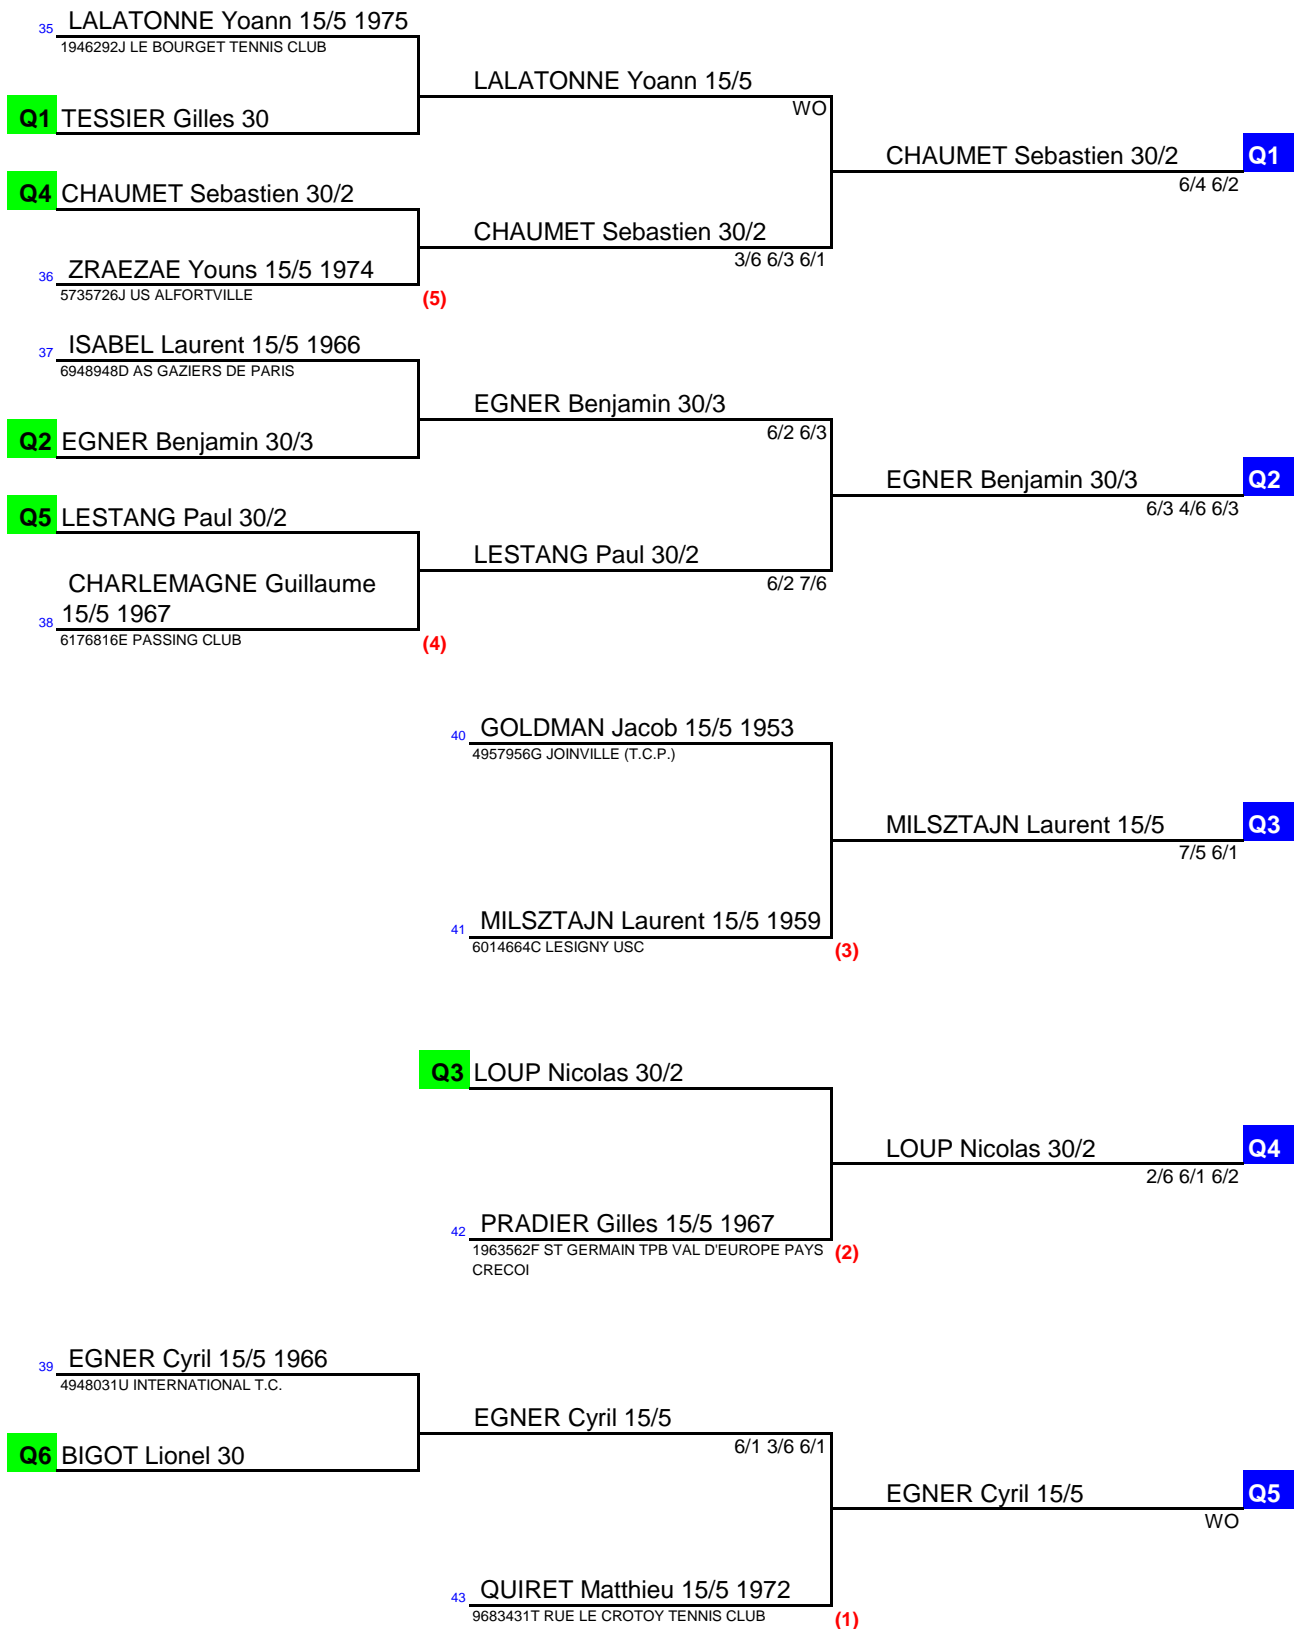 35 LALATONNE Yoann 15/5 1975
1946292J LE BOURGET TENNIS CLUB
LALATONNE Yoann 15/5
WO
Q1 TESSIER Gilles 30
CHAUMET Sebastien 30/2 Q1
6/4 6/2
Q4 CHAUMET Sebastien 30/2
CHAUMET Sebastien 30/2
3/6 6/3 6/1
36 ZRAEZAE Youns 15/5 1974
5735726J US ALFORTVILLE
(5)
37 ISABEL Laurent 15/5 1966
6948948D AS GAZIERS DE PARIS
EGNER Benjamin 30/3
6/2 6/3
Q2 EGNER Benjamin 30/3
EGNER Benjamin 30/3 Q2
6/3 4/6 6/3
Q5 LESTANG Paul 30/2
LESTANG Paul 30/2
6/2 7/6
CHARLEMAGNE Guillaume
38 15/5 1967
6176816E PASSING CLUB
(4)
40 GOLDMAN Jacob 15/5 1953
4957956G JOINVILLE (T.C.P.)
MILSZTAJN Laurent 15/5 Q3
7/5 6/1
41 MILSZTAJN Laurent 15/5 1959
6014664C LESIGNY USC
(3)
Q3 LOUP Nicolas 30/2
LOUP Nicolas 30/2 Q4
2/6 6/1 6/2
42 PRADIER Gilles 15/5 1967
1963562F ST GERMAIN TPB VAL D'EUROPE PAYS
CRECOI
(2)
39 EGNER Cyril 15/5 1966
4948031U INTERNATIONAL T.C.
EGNER Cyril 15/5
6/1 3/6 6/1
Q6 BIGOT Lionel 30
EGNER Cyril 15/5 Q5
WO
43 QUIRET Matthieu 15/5 1972
9683431T RUE LE CROTOY TENNIS CLUB
(1)